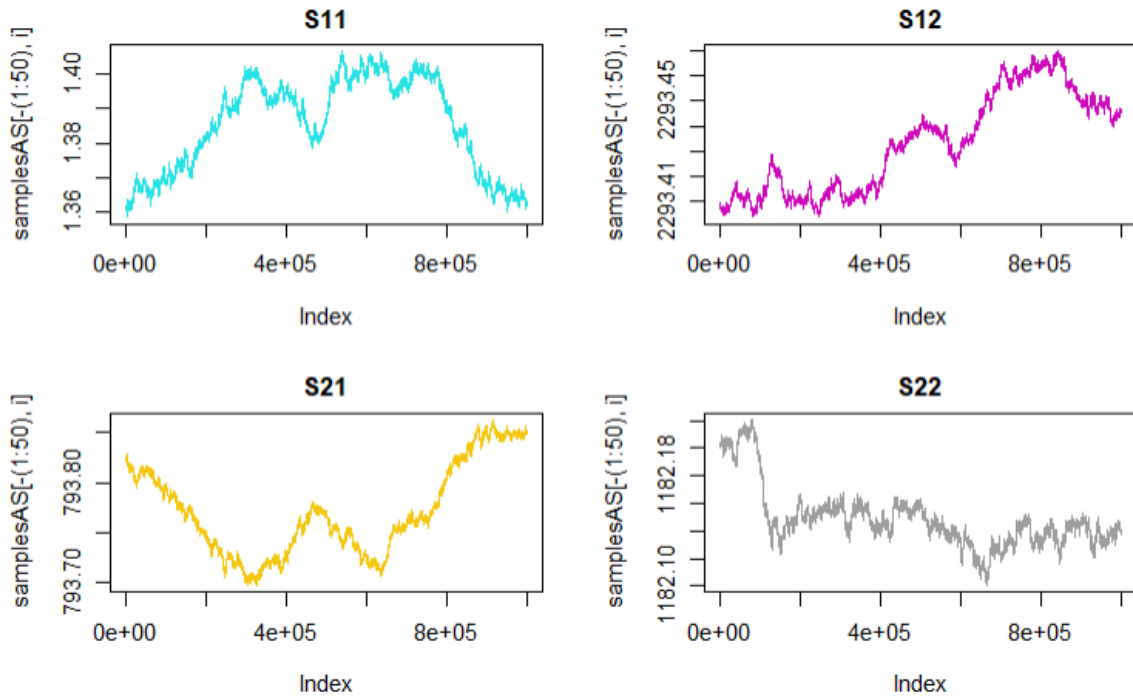 S11
samplesAS[-(1:50), i]
1.40
1.38
1.36
0e+00 4e+05 8e+05
Index
S12
samplesAS[-(1:50), i]
2293.45
2293.41
2293.41
0e+00 4e+05 8e+05
Index
S21
samplesAS[-(1:50), i]
793.80
793.70
0e+00 4e+05 8e+05
Index
S22
samplesAS[-(1:50), i]
1182.18
1182.10
0e+00 4e+05 8e+05
Index